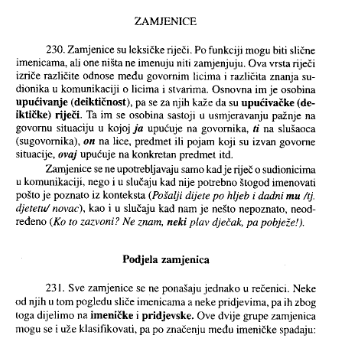 ZAMJENICE
230. Zamjenice su leksičke riječi. Po funkciji mogu biti slične
imenicama, ali one ništa ne imenuju niti zamjenjuju. Ova vrsta riječi
izriče različite odnose među govornim licima i različita znanja su-
dionika u komunikaciji o licima i stvarima. Osnovna im je osobina
upućivanje (deiktičnost), pa se za njih kaže da su upućivačke (de-
iktičke) riječi. Ta im se osobina sastoji u usmjeravanju pažnje na
govornu situaciju u kojoj ja upućuje na govornika, ti na slušaoca
(sugovornika), on na lice, predmet ili pojam koji su izvan govorne
situacije, ovaj upućuje na konkretan predmet itd.
Zamjenice se ne upotrebljavaju samo kad je riječ o sudionicima
u komunikaciji, nego i u slučaju kad nije potrebno štogod imenovati
pošto je poznato iz konteksta (Pošalji dijete po hljeb i dadni mu /tj.
djetetu/ novac), kao i u slučaju kad nam je nešto nepoznato, neod-
ređeno (Ko to zazvoni? Ne znam, neki plav dječak, pa pobježe!).
Podjela zamjenica
231. Sve zamjenice se ne ponašaju jednako u rečenici. Neke
od njih u tom pogledu sliče imenicama a neke pridjevima, pa ih zbog
toga dijelimo na imeničke i pridjevske. Ove dvije grupe zamjenica
mogu se i uže klasifikovati, pa po značenju među imeničke spadaju: